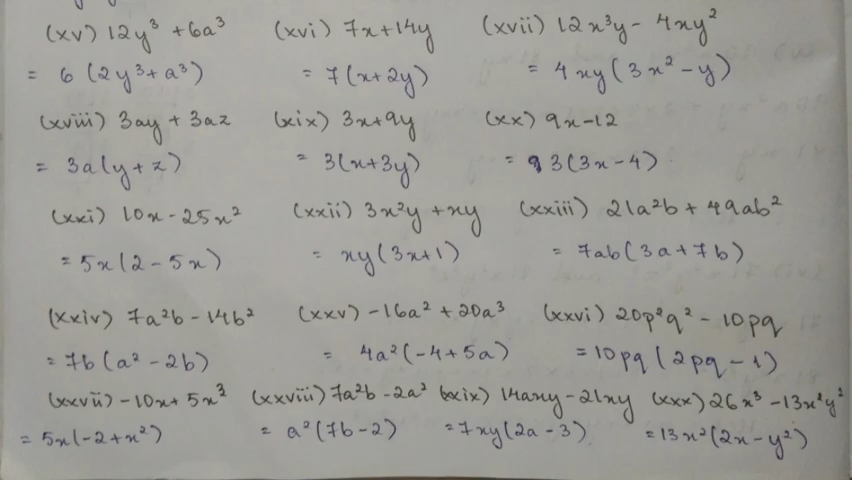 (xv) 12y³ + 6a³ (xvi) 7x + 14y (xvii) 12x³y - 4xy²
= 6(2y³ + a³) = 7(x + 2y) = 4xy(3x² - y)
(xviii) 3ay + 3az (xix) 3x + 9y (xx) 9x - 12
= 3a(y + z) = 3(x + 3y) = 3(3x - 4)
(xxi) 10x - 25x² (xxii) 3x²y + xy (xxiii) 21a²b + 49ab²
= 5x(2 - 5x) = xy(3x + 1) = 7ab(3a + 7b)
(xxiv) 7a²b - 14b² (xxv) -16a² + 20a³ (xxvi) 20p²q² - 10pq
= 7b(a² - 2b) = 4a²(-4 + 5a) = 10pq(2pq - 1)
(xxvii) -10x + 5x³ (xxviii) 7a²b - 2a² (xxix) 14axy - 21xy (xxx) 26x³ - 13x²y²
= 5x(-2 + x²) = a²(7b - 2) = 7xy(2a - 3) = 13x²(2x - y²)